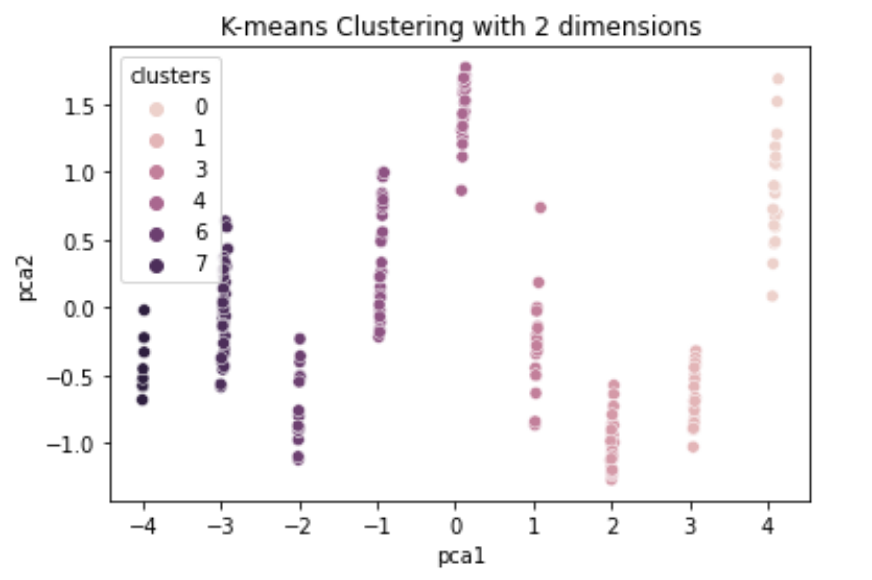 K-means Clustering with 2 dimensions
clusters
0
1
3
4
6
7
1.5
1.0
0.5
0.0
−0.5
−1.0
pca2
−4 −3 −2 −1 0 1 2 3 4
pca1